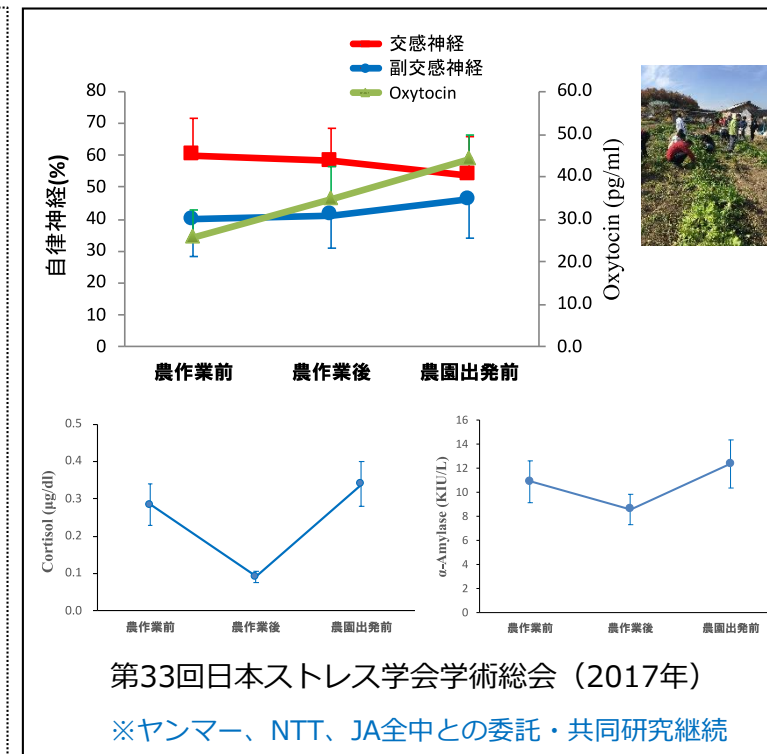 交感神経
副交感神経
Oxytocin
自律神経(%)
80
70
60
50
40
30
20
10
0
60.0
50.0
40.0
30.0
20.0
10.0
0.0
Oxytocin (pg/ml)
農作業前 農作業後 農園出発前
Cortisol (μg/dl)
0.5
0.4
0.3
0.2
0.1
0.0
農作業前 農作業後 農園出発前
α-Amylase (KIU/L)
16
14
12
10
8
6
4
2
0
農作業前 農作業後 農園出発前
第33回日本ストレス学会学術総会（2017年）
※ヤンマー、NTT、JA全中との委託・共同研究継続